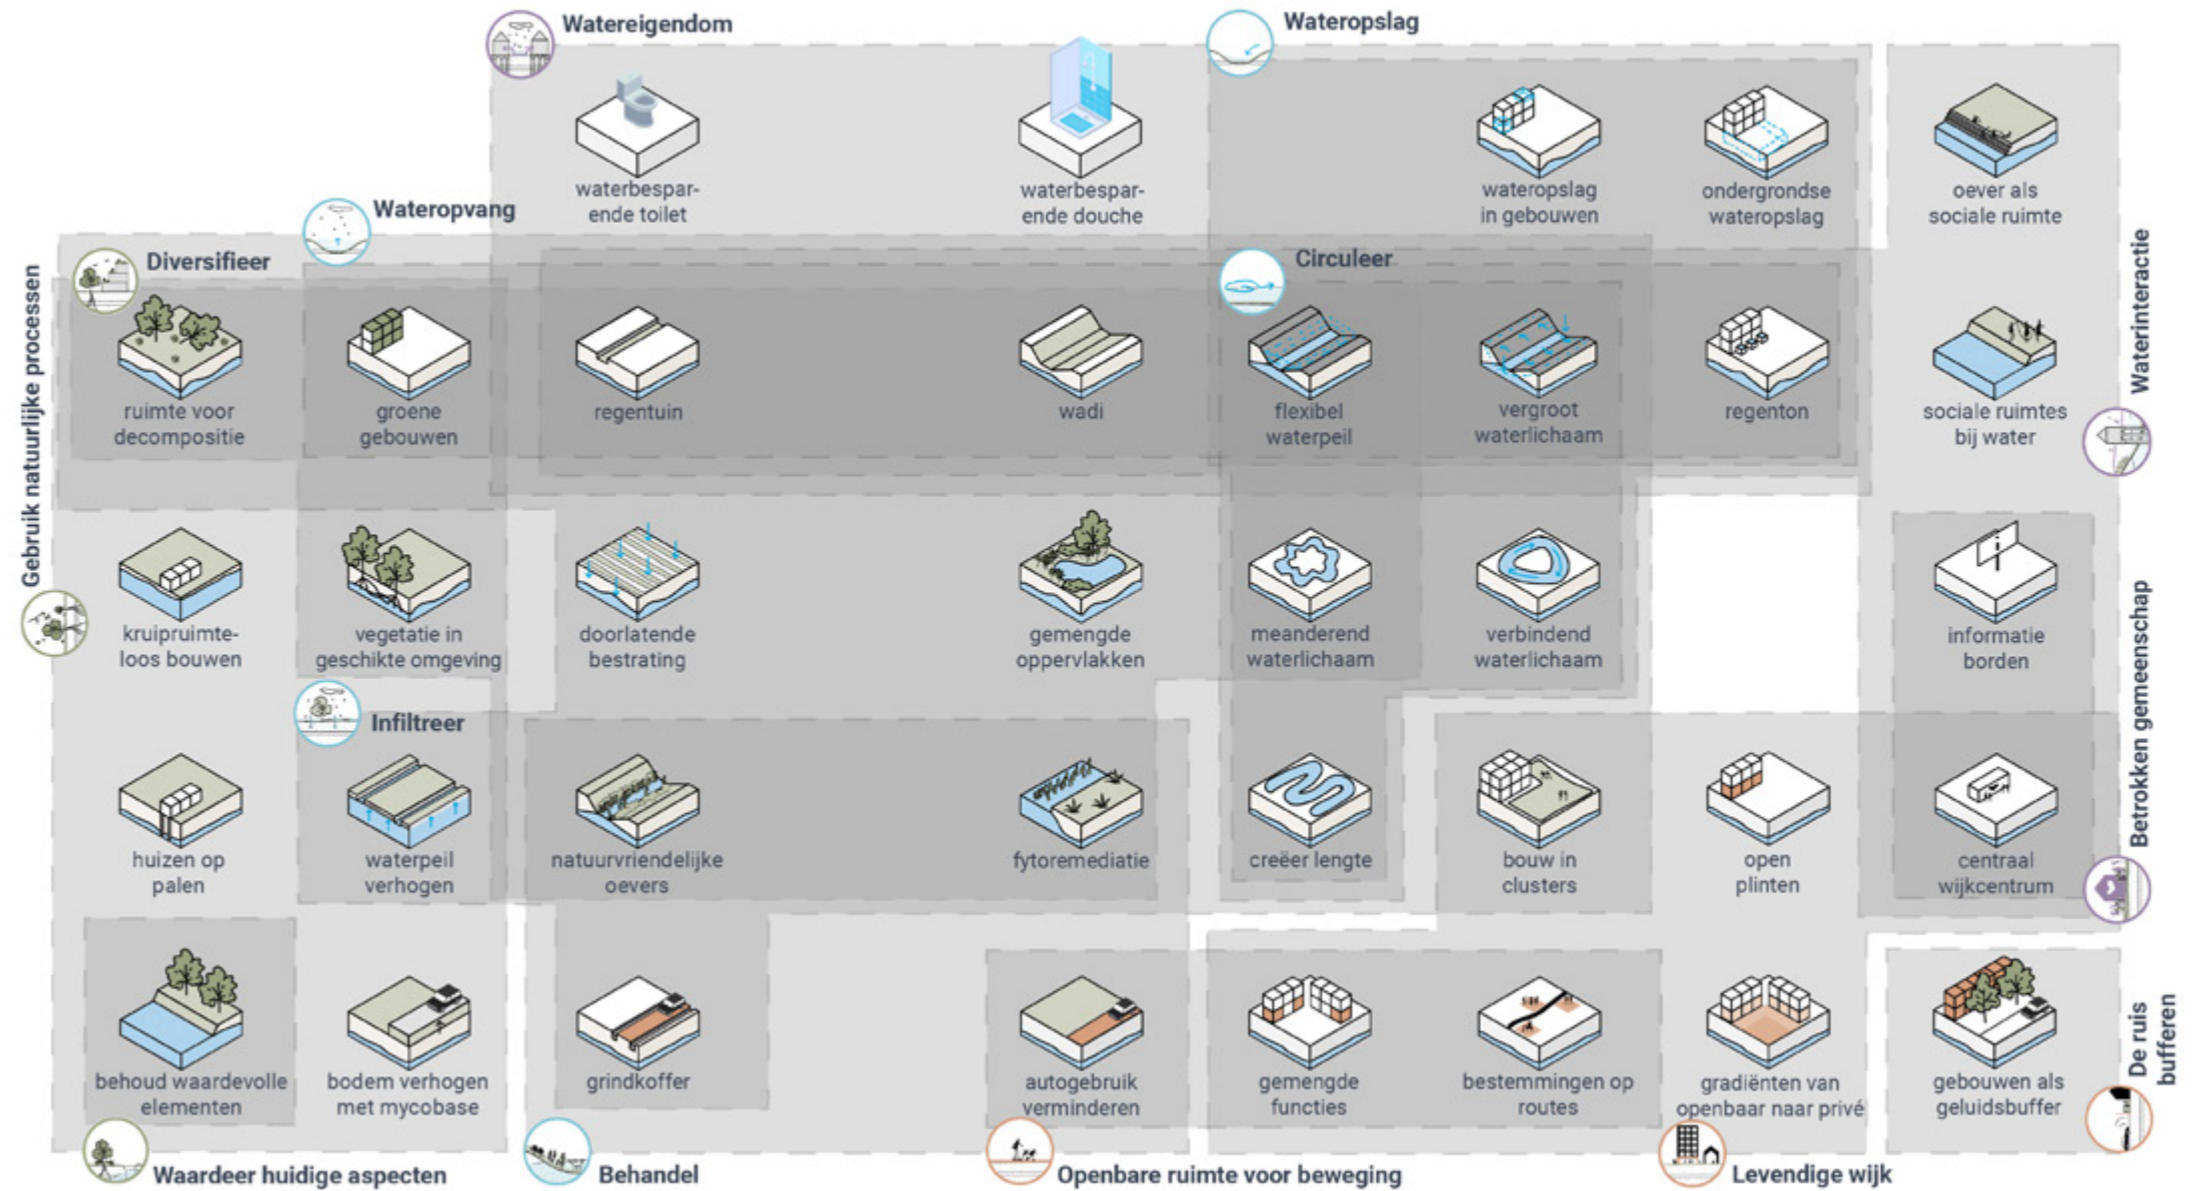 Watereigendom
Wateropslag
waterbespar-
ende toilet
waterbespar-
ende douche
wateropslag
in gebouwen
ondergrondse
wateropslag
oever als
sociale ruimte
Wateropvang
Diversifieer
Circuleer
Gebruik natuurlijke processen
Waterinteractie
ruimte voor
decompositie
groene
gebouwen
regentuin
wadi
flexibel
waterpeil
vergroot
waterlichaam
regenton
sociale ruimtes
bij water
kruipruimte-
loos bouwen
vegetatie in
geschikte omgeving
doorlatende
bestrating
gemengde
oppervlakken
meanderend
waterlichaam
verbindend
waterlichaam
informatie
borden
Betrokken gemeenschap
Infiltreer
huizen op
palen
waterpeil
verhogen
natuurvriendelijke
oevers
fytoremediatie
creëer lengte
bouw in
clusters
open
plinten
centraal
wijkcentrum
behoud waardevolle
elementen
bodem verhogen
met mycobase
grindkoffer
autogebruik
verminderen
gemengde
functies
bestemmingen op
routes
gradiënten van
openbaar naar privé
gebouwen als
geluidsbuffer
De ruis
bufferen
Waardeer huidige aspecten
Behandel
Openbare ruimte voor beweging
Levendige wijk